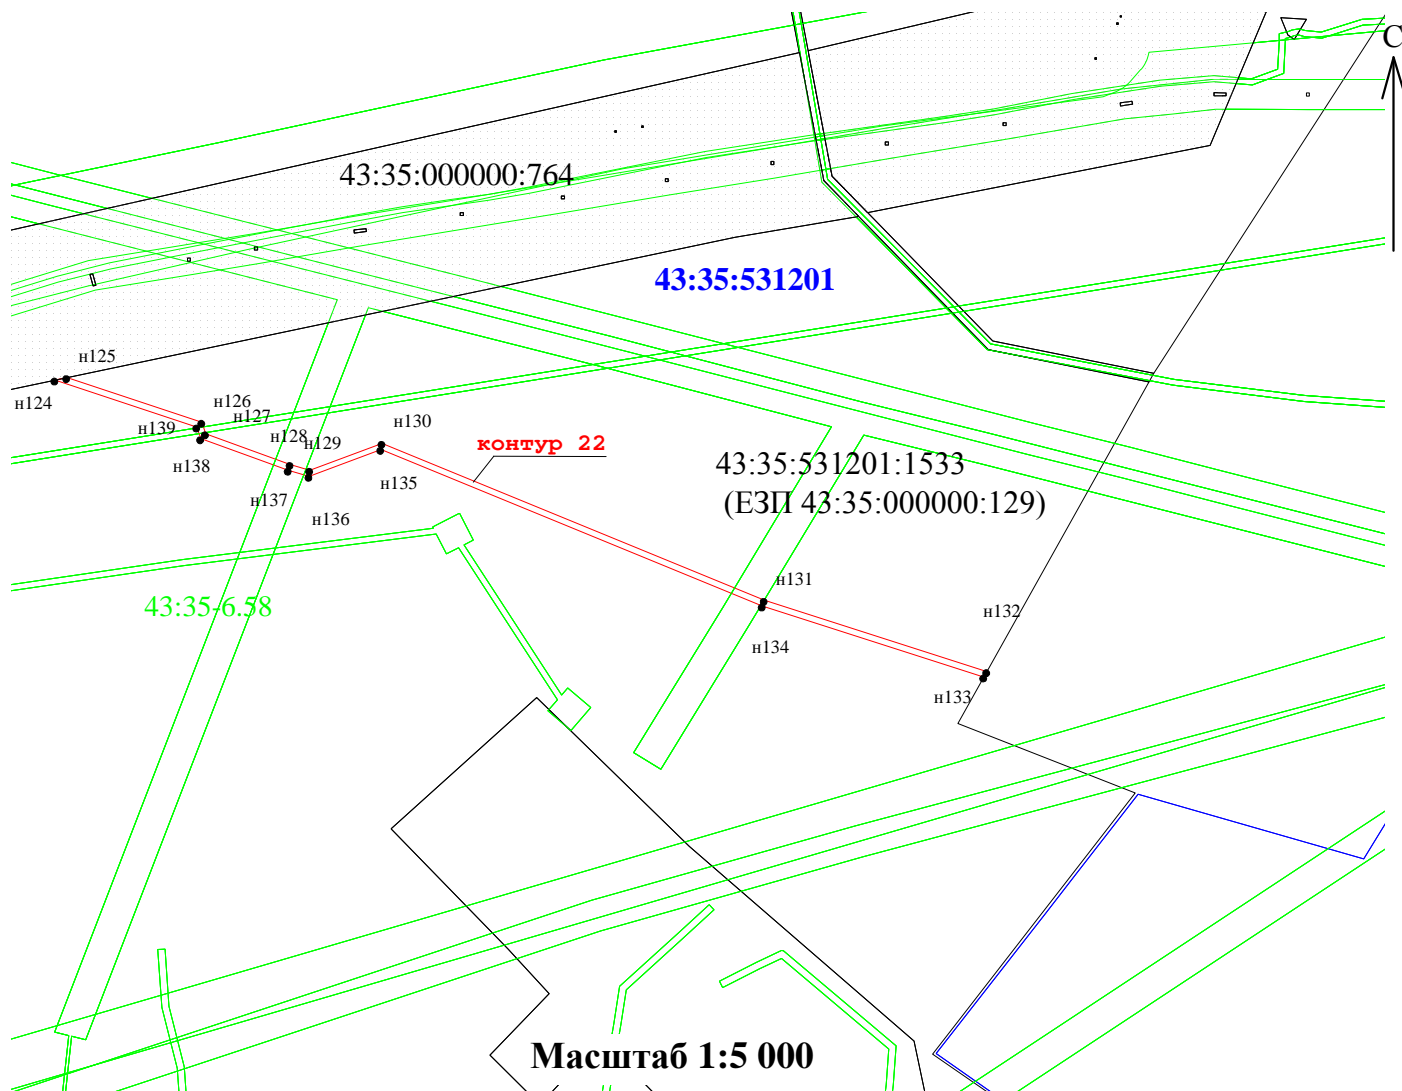 С
43:35:000000:764
43:35:531201
н125
н124
н126
н127
н139
н128
н129
н130
н138
н137
н135
н136
контур 22
43:35:531201:1533
(ЕЗП 43:35:000000:129)
43:35-6.58
н131
н132
н134
н133
Масштаб 1:5 000